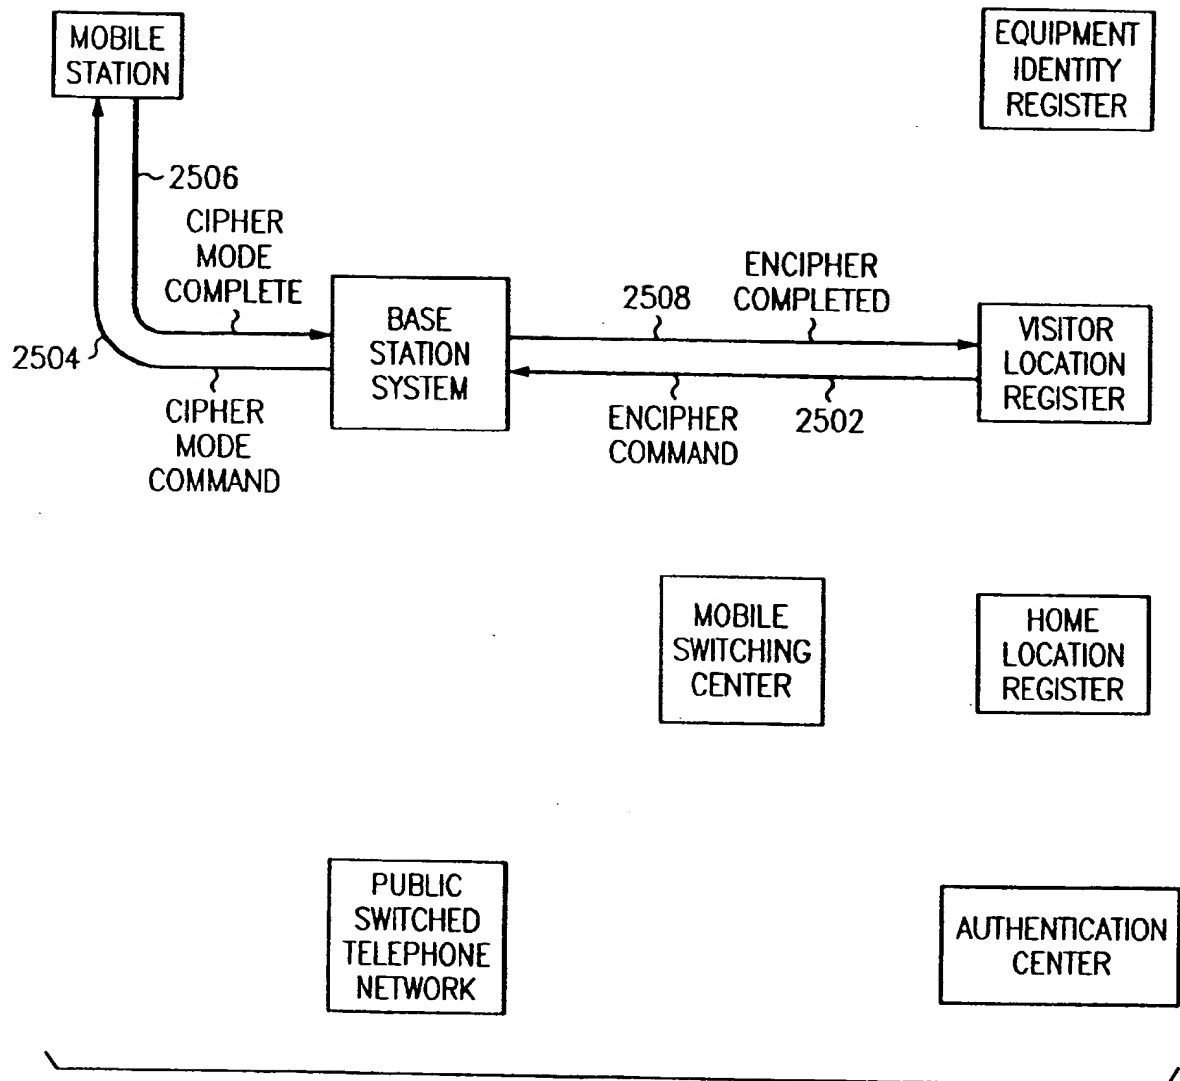 MOBILE
STATION
EQUIPMENT
IDENTITY
REGISTER
2506
CIPHER
MODE
COMPLETE
2504
BASE
STATION
SYSTEM
CIPHER
MODE
COMMAND
2508
ENCIPHER
COMPLETED
ENCIPHER
COMMAND
2502
VISITOR
LOCATION
REGISTER
MOBILE
SWITCHING
CENTER
HOME
LOCATION
REGISTER
PUBLIC
SWITCHED
TELEPHONE
NETWORK
AUTHENTICATION
CENTER